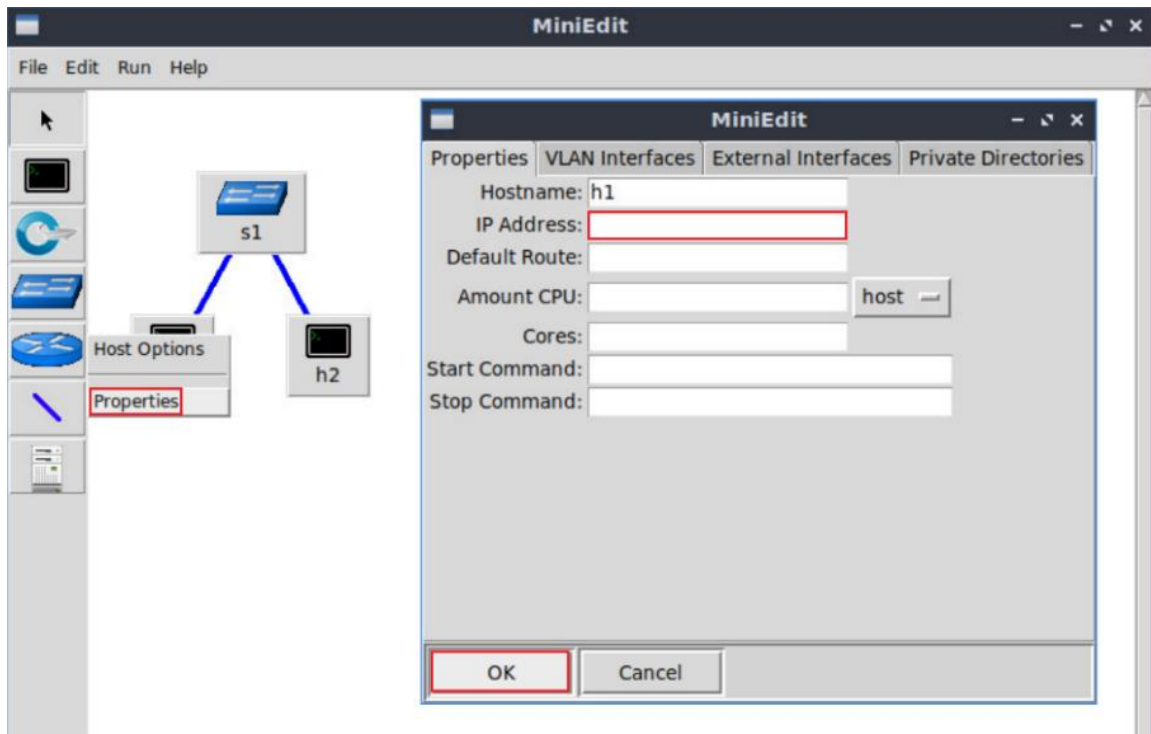 MiniEdit
File Edit Run Help
s1
Host Options
Properties
h2
MiniEdit
Properties VLAN Interfaces External Interfaces Private Directories
Hostname: h1
IP Address:
Default Route:
Amount CPU: host
Cores:
Start Command:
Stop Command:
OK Cancel